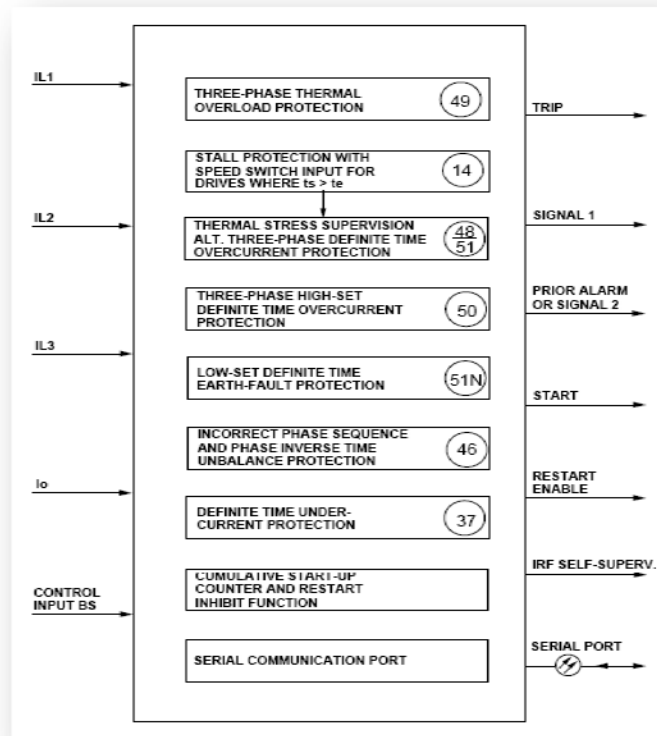 IL1
IL2
IL3
Io
CONTROL
INPUT BS
THREE-PHASE THERMAL
OVERLOAD PROTECTION
49
STALL PROTECTION WITH
SPEED SWITCH INPUT FOR
DRIVES WHERE ts > te
14
THERMAL STRESS SUPERVISION
ALT. THREE-PHASE DEFINITE TIME
OVERCURRENT PROTECTION
48
51
THREE-PHASE HIGH-SET
DEFINITE TIME OVERCURRENT
PROTECTION
50
LOW-SET DEFINITE TIME
EARTH-FAULT PROTECTION
51N
INCORRECT PHASE SEQUENCE
AND PHASE INVERSE TIME
UNBALANCE PROTECTION
46
DEFINITE TIME UNDER-
CURRENT PROTECTION
37
CUMULATIVE START-UP
COUNTER AND RESTART
INHIBIT FUNCTION
SERIAL COMMUNICATION PORT
TRIP
SIGNAL 1
PRIOR ALARM
OR SIGNAL 2
START
RESTART
ENABLE
IRF SELF-SUPERV.
SERIAL PORT